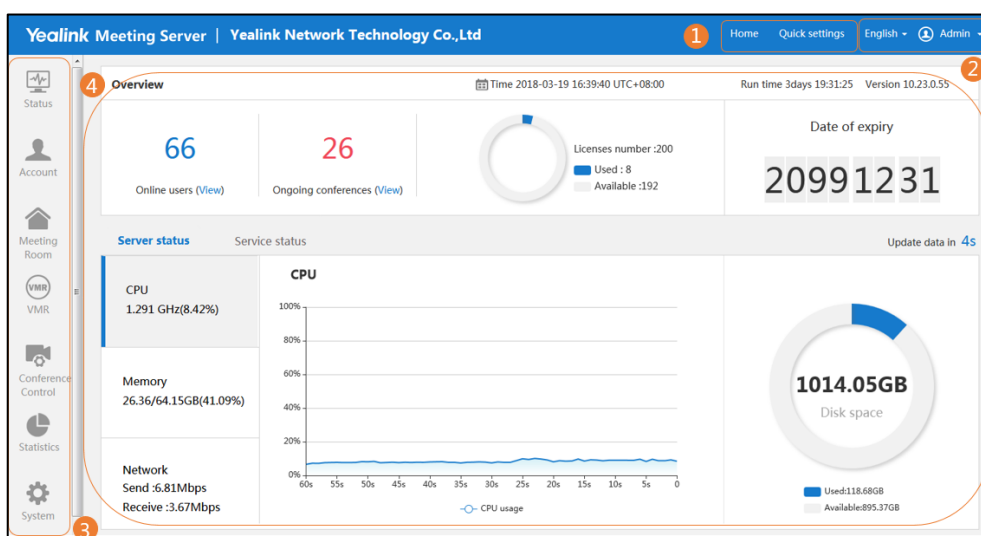 Yealink Meeting Server | Yealink Network Technology Co.,Ltd
1
Home
Quick settings
English
Admin
2
Status
Account
Meeting
Room
VMR
VMR
Conference
Control
Statistics
System
3
4
Overview
Time 2018-03-19 16:39:40 UTC+08:00
Run time 3days 19:31:25
Version 10.23.0.55
66
Online users (View)
26
Ongoing conferences (View)
Licenses number :200
Used : 8
Available :192
Date of expiry
20991231
Server status
Service status
Update data in 4s
CPU
1.291 GHz(8.42%)
Memory
26.36/64.15GB(41.09%)
Network
Send :6.81Mbps
Receive :3.67Mbps
CPU
100%
80%
60%
40%
20%
0%
60s 55s 50s 45s 40s 35s 30s 25s 20s 15s 10s 5s 0
CPU usage
1014.05GB
Disk space
Used:118.68GB
Available:895.37GB